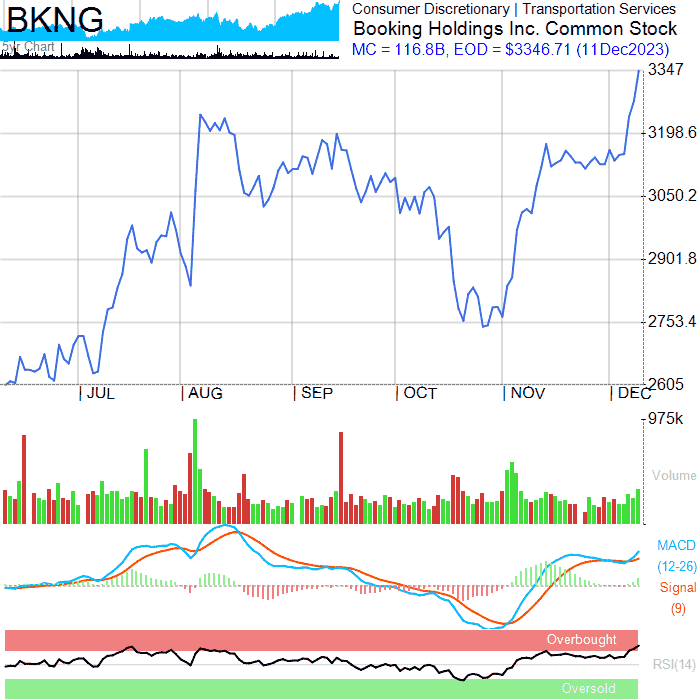 BKNG
5yr Chart
Consumer Discretionary | Transportation Services
Booking Holdings Inc. Common Stock
MC = 116.8B, EOD = $3346.71 (11Dec2023)
3347
3198.6
3050.2
2901.8
2753.4
2605
JUL AUG SEP OCT NOV DEC
975k
Volume
MACD
(12-26)
Signal
(9)
Overbought
RSI(14)
Oversold